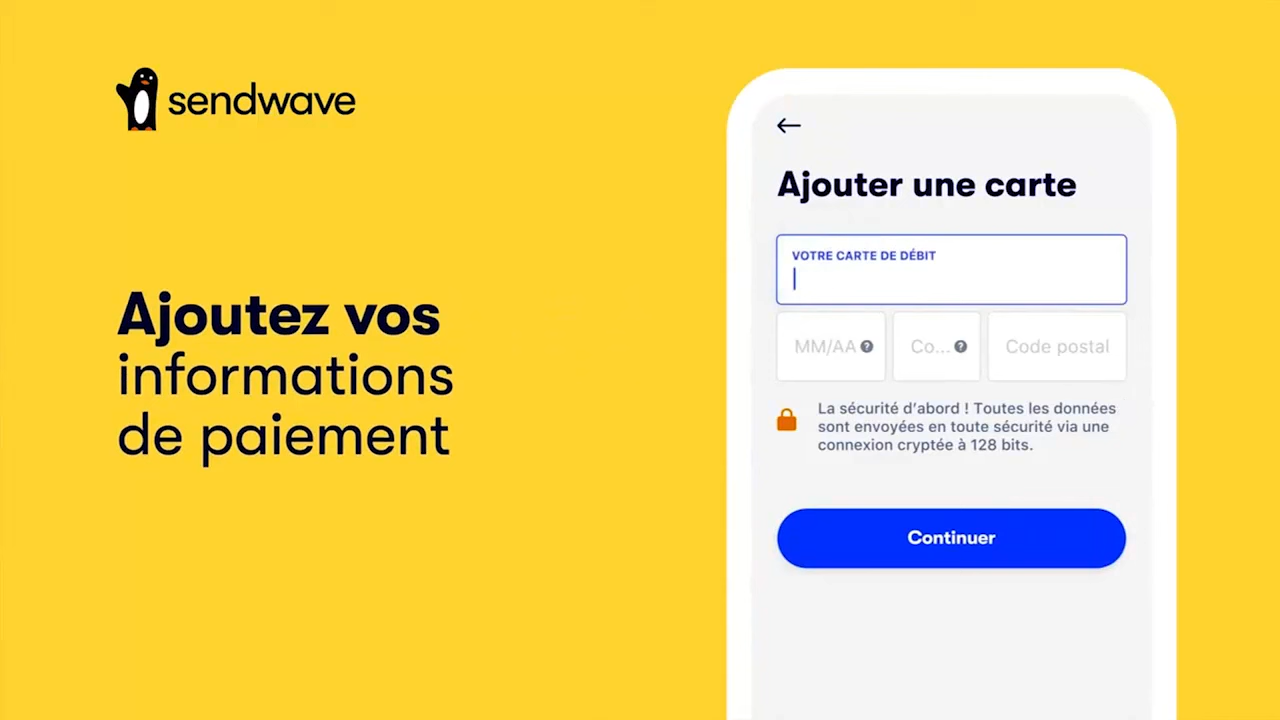 sendwave
Ajoutez vos
informations
de paiement
Ajouter une carte
VOTRE CARTE DE DÉBIT
MM/AA ?
Co... ?
Code postal
La sécurité d'abord ! Toutes les données
sont envoyées en toute sécurité via une
connexion cryptée à 128 bits.
Continuer